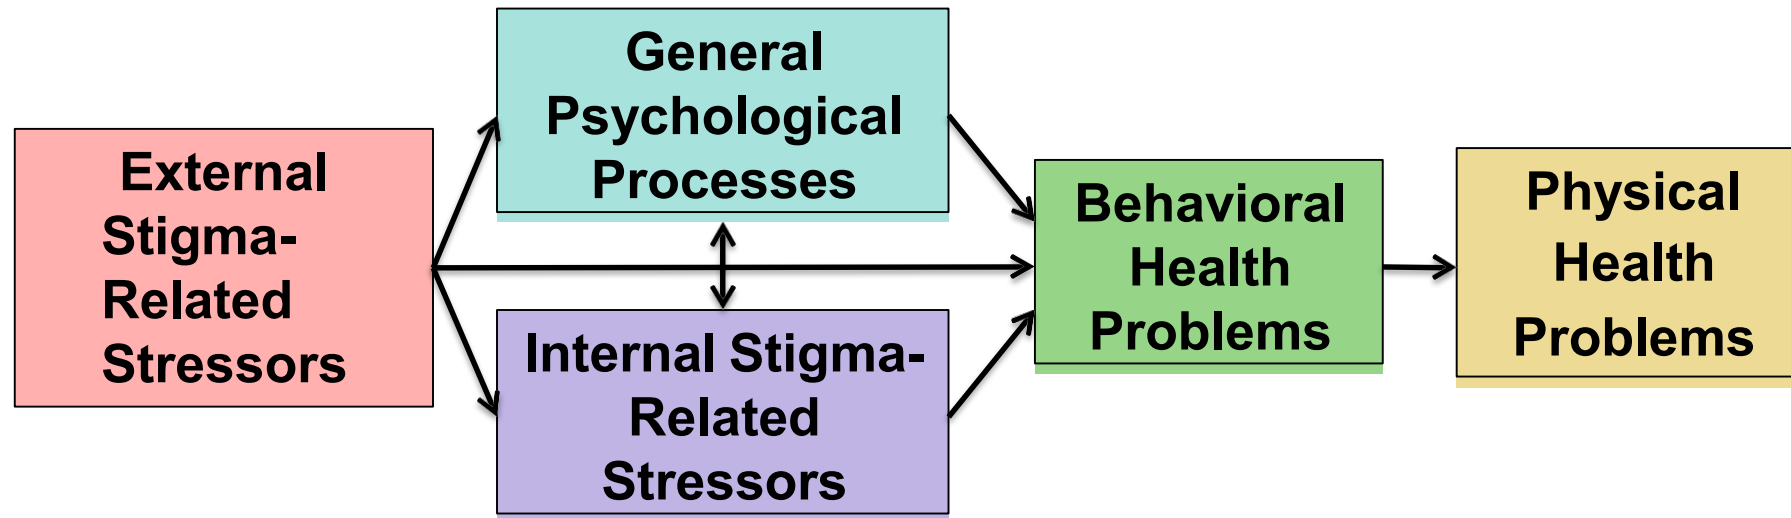 External
Stigma-
Related
Stressors
General
Psychological
Processes
Internal Stigma-
Related
Stressors
Behavioral
Health
Problems
Physical
Health
Problems